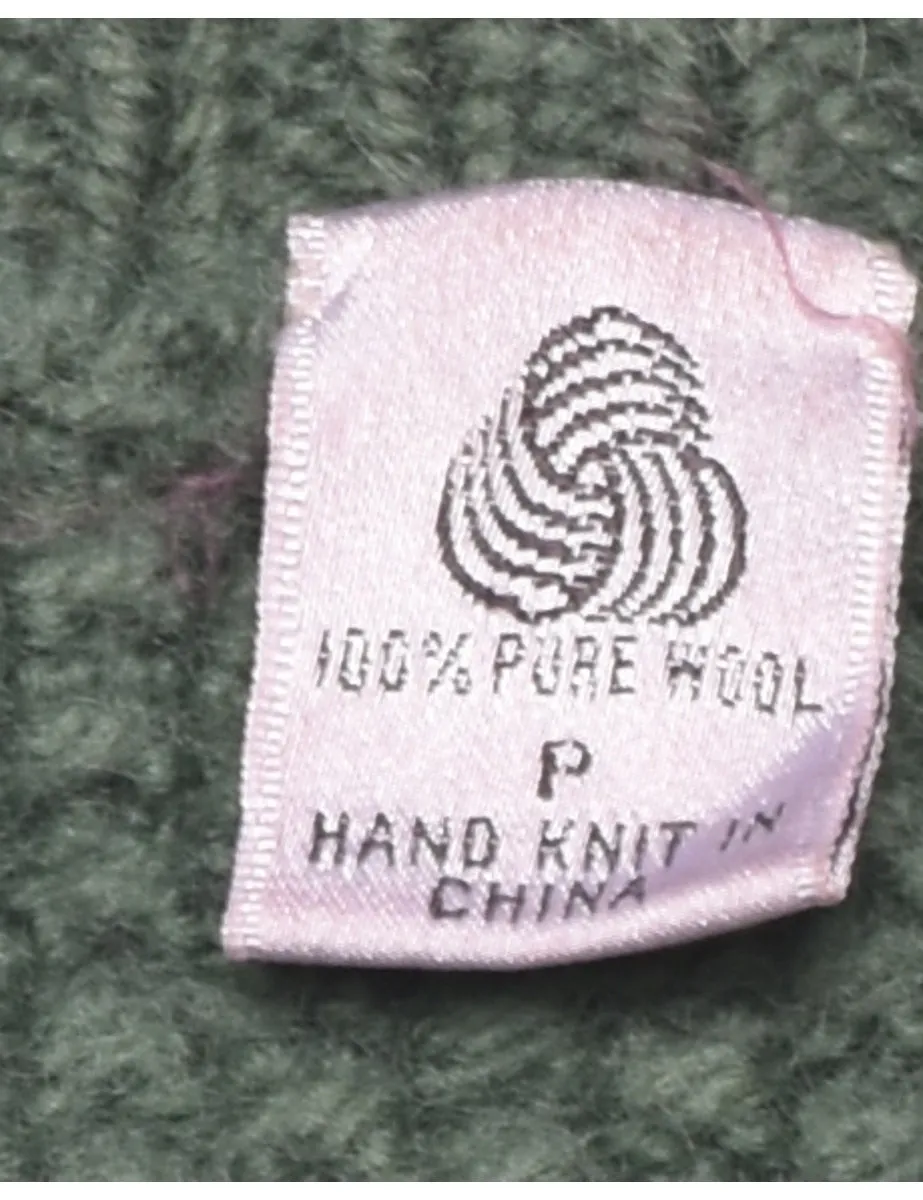 100% PURE WOOL
P
HAND KNIT IN
CHINA